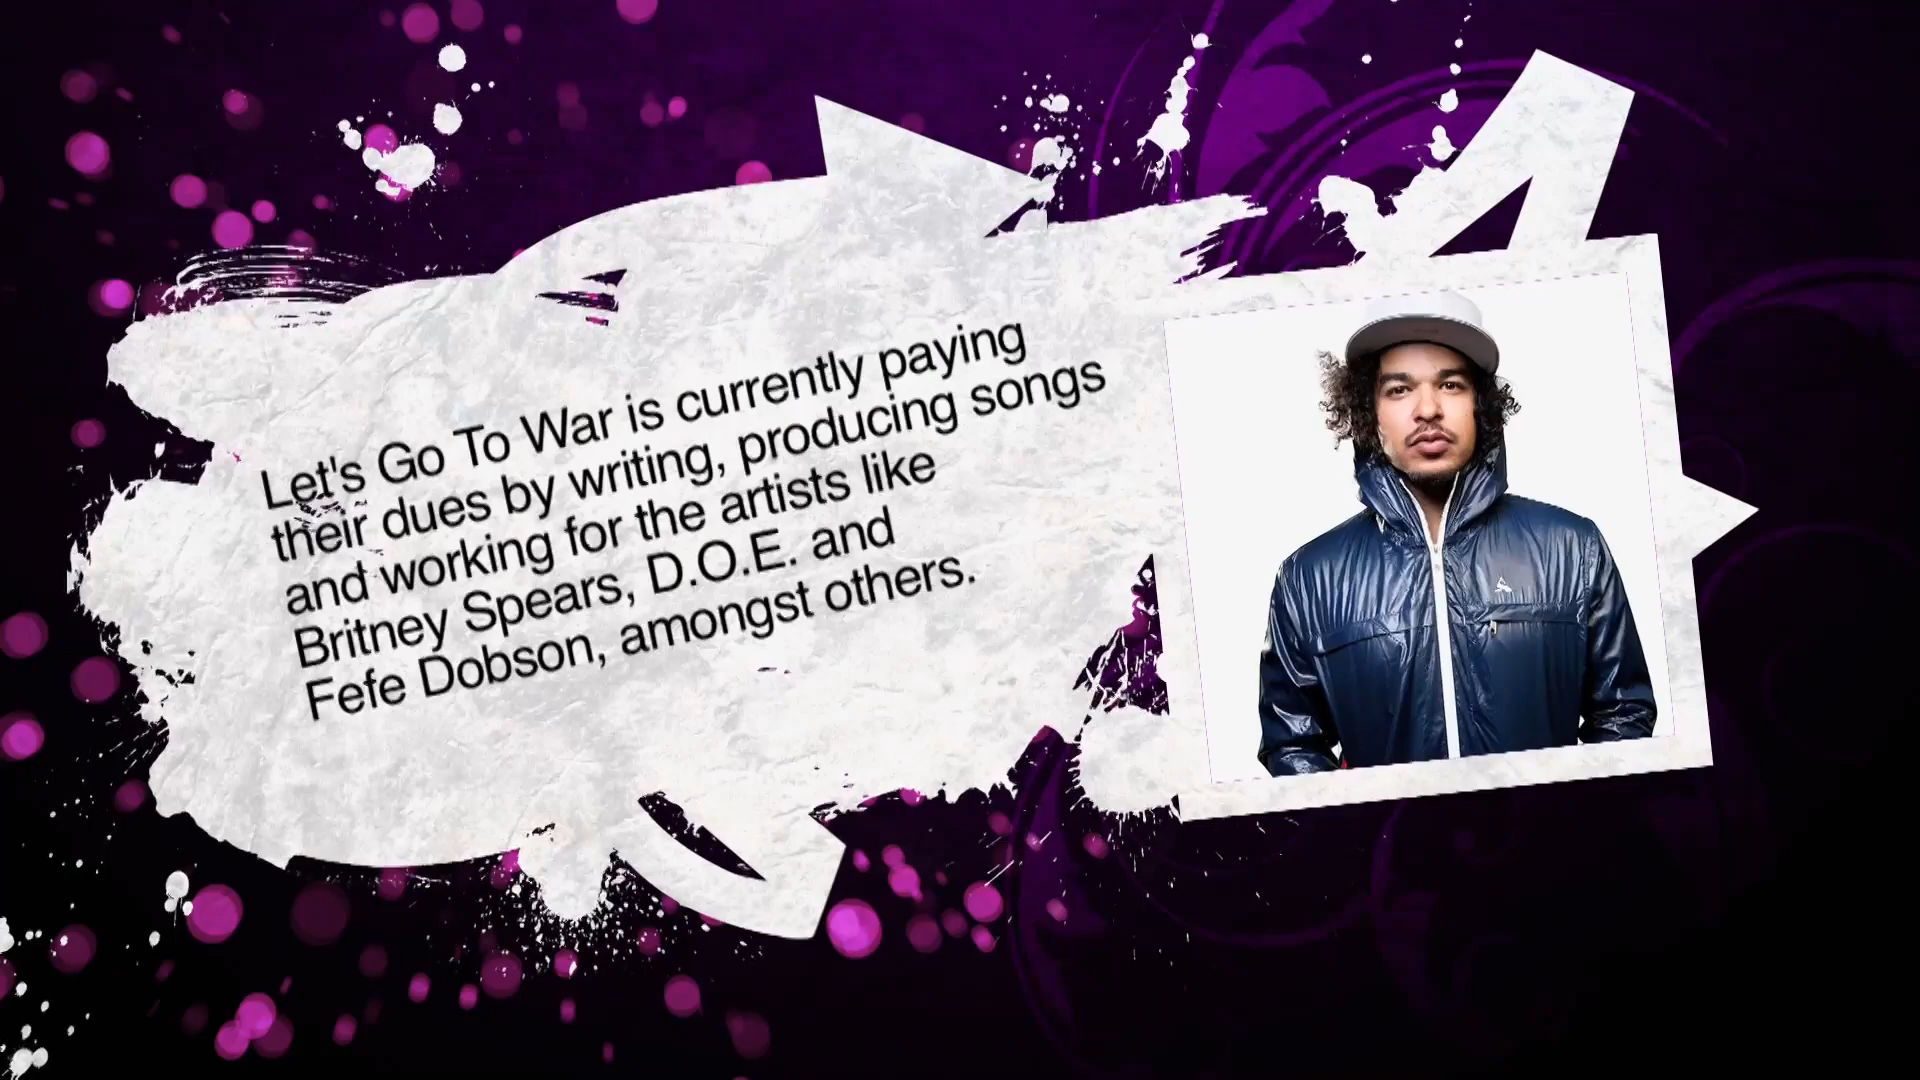 Let's Go To War is currently paying
their dues by writing, producing songs
and working for the artists like
Britney Spears, D.O.E. and
Fefe Dobson, amongst others.